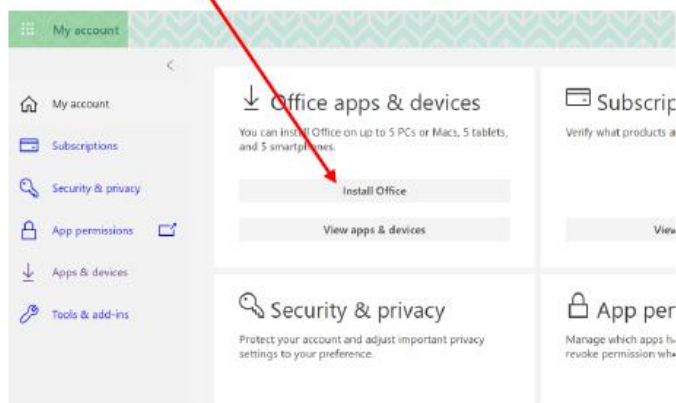 My account
My account
Subscriptions
Security & privacy
App permissions
Apps & devices
Tools & add-ins
Office apps & devices
You can install Office on up to 5 PCs or Macs, 5 tablets,
and 5 smartphones.
Install Office
View apps & devices
Subscrip
Verify what products a
View
Security & privacy
Protect your account and adjust important privacy
settings to your preference.
App per
Manage which apps ha
revoke permission whe